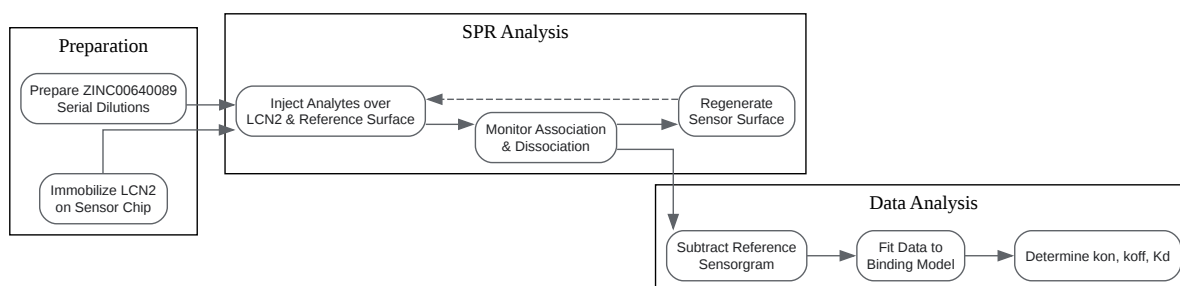 Preparation
Prepare ZINC00640089
Serial Dilutions
Immobilize LCN2
on Sensor Chip
SPR Analysis
Inject Analytes over
LCN2 & Reference Surface
Monitor Association
& Dissociation
Regenerate
Sensor Surface
Data Analysis
Subtract Reference
Sensorgram
Fit Data to
Binding Model
Determine kon, koff, Kd